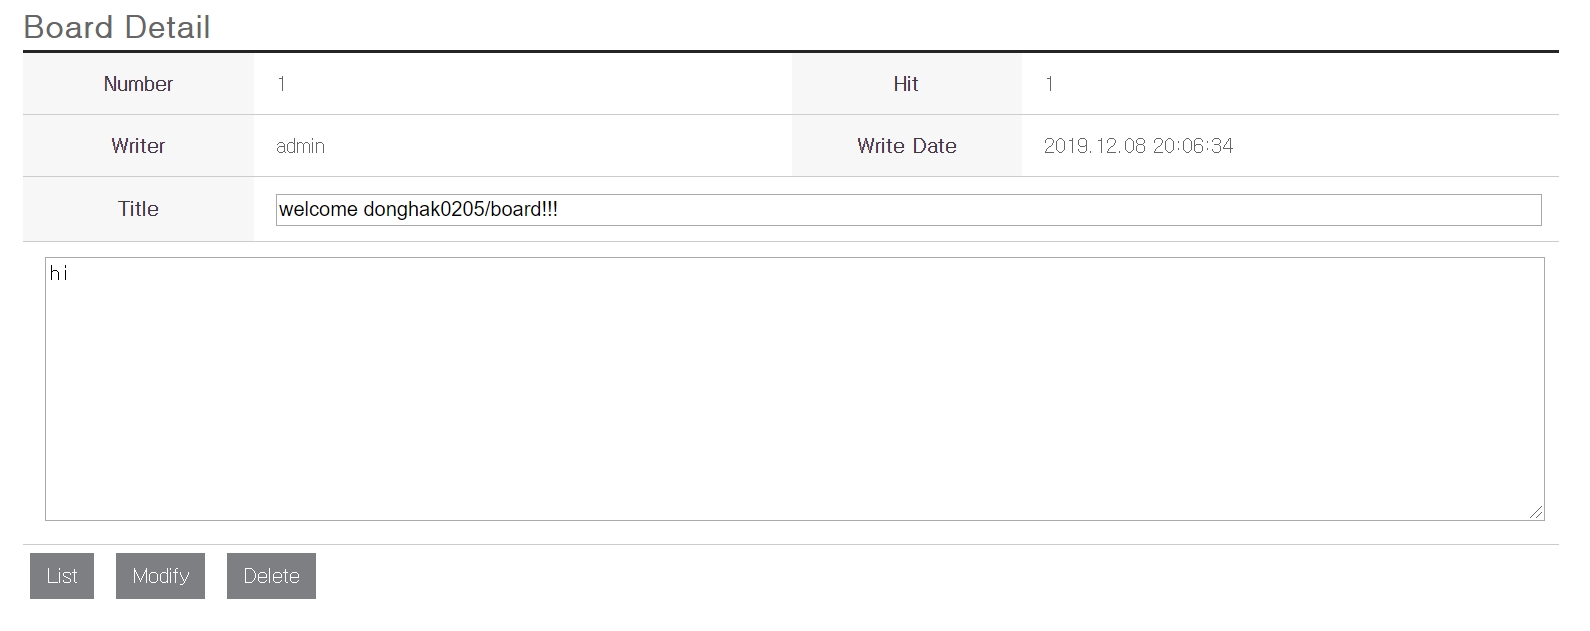 Board Detail
Number 1 Hit 1
Writer admin Write Date 2019.12.08 20:06:34
Title welcome donghak0205/board!!!
hi
List Modify Delete